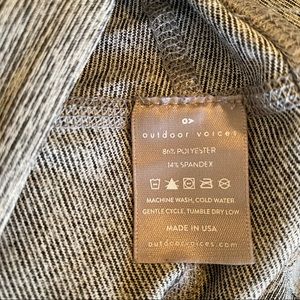 outdoor voices
86% POLYESTER
14% SPANDEX
MACHINE WASH, COLD WATER
GENTLE CYCLE, TUMBLE DRY LOW
MADE IN USA
outdoorvoices.com